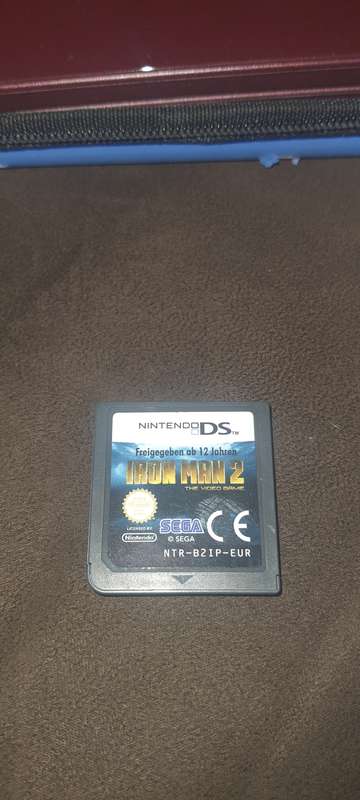 NINTENDO DS™
Freigegeben ab 12 Jahren
IRON MAN 2
THE VIDEO GAME
LICENSED BY
Nintendo
SEGA
© SEGA
CE
NTR-B2IP-EUR